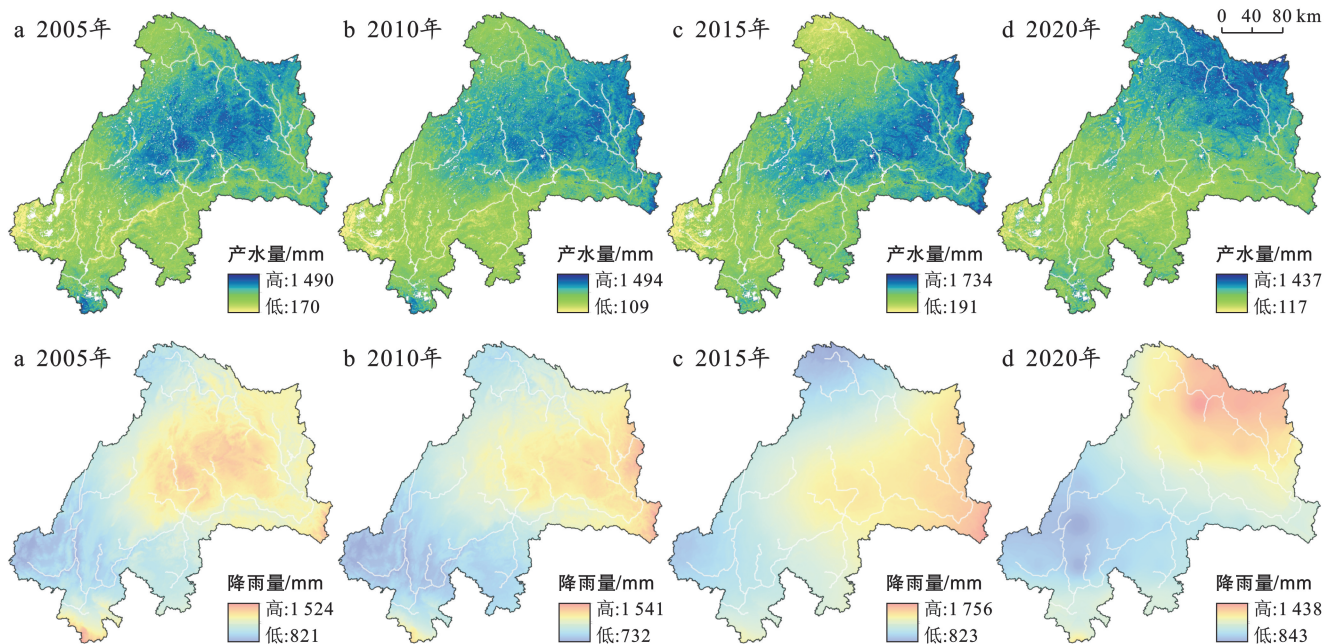 a 2005年
b 2010年
c 2015年
d 2020年
0 40 80 km
产水量/mm
高:1 490
低:170
产水量/mm
高:1 494
低:109
产水量/mm
高:1 734
低:191
产水量/mm
高:1 437
低:117
a 2005年
b 2010年
c 2015年
d 2020年
降雨量/mm
高:1 524
低:821
降雨量/mm
高:1 541
低:732
降雨量/mm
高:1 756
低:823
降雨量/mm
高:1 438
低:843